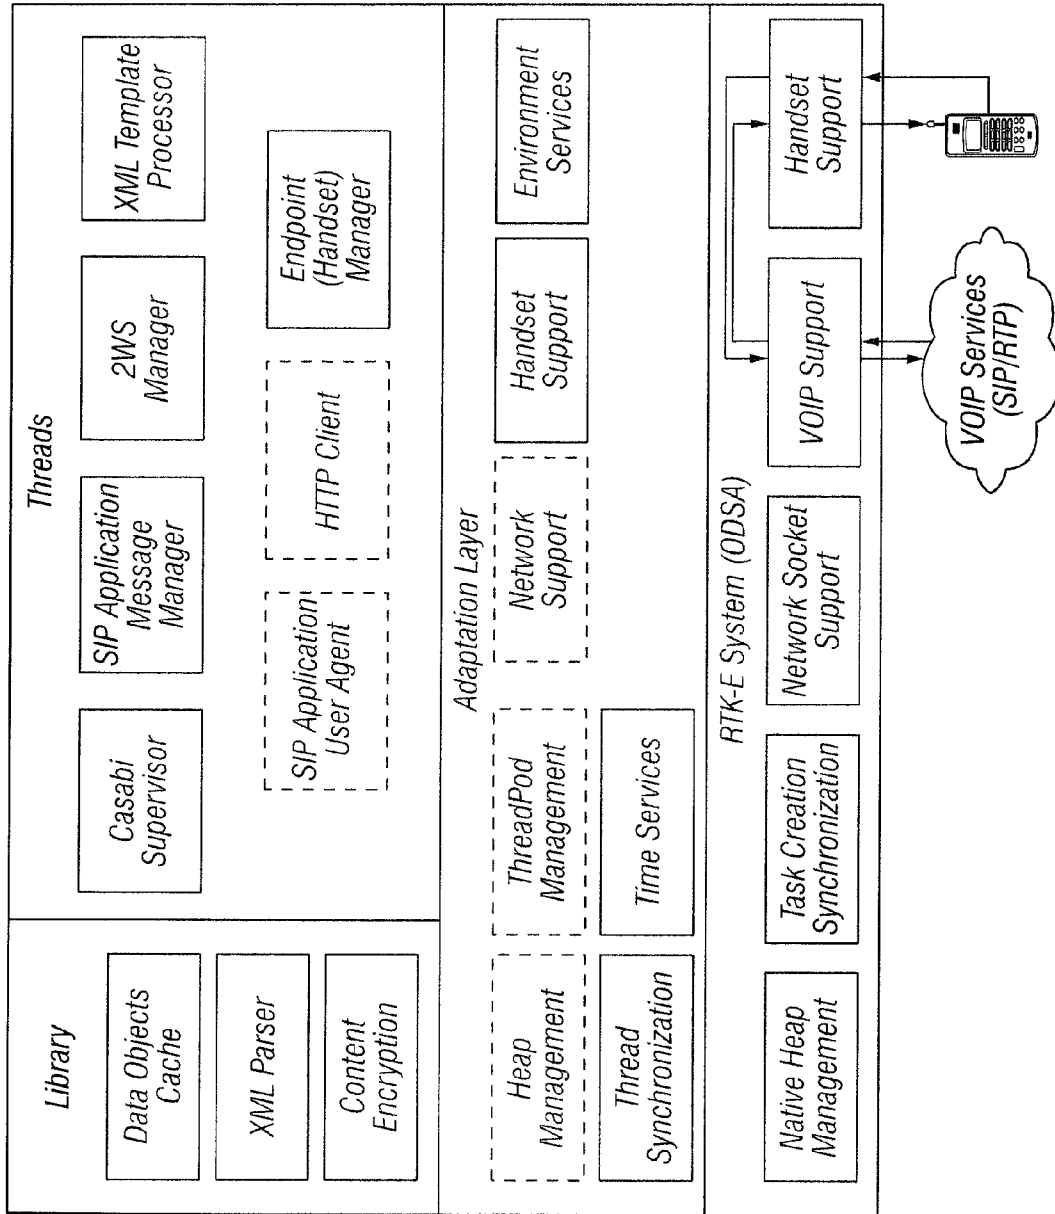 Library
Data Objects
Cache
XML Parser
Content
Encryption
Threads
Casabi
Supervisor
SIP Application
Message
Manager
2WS
Manager
XML Template
Processor
SIP Application
User Agent
HTTP Client
Endpoint
(Handset)
Manager
Adaptation Layer
Heap
Management
ThreadPod
Management
Network
Support
Handset
Support
Environment
Services
Thread
Synchronization
Time Services
RTK-E System (ODSA)
Native Heap
Management
Task Creation
Synchronization
Network Socket
Support
VOIP Support
Handset
Support
VOIP Services
(SIP/RTP)